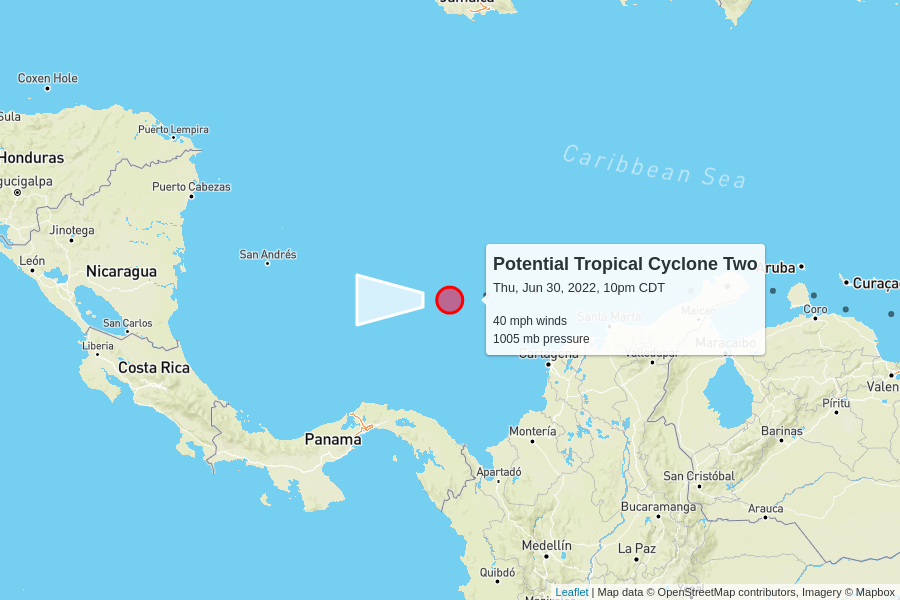 Jamaica
Coxen Hole
Sula
Puerto Lempira
Honduras
Tegucigalpa
Puerto Cabezas
Caribbean Sea
Jinotega
San Andrés
León
Nicaragua
Potential Tropical Cyclone Two
Thu, Jun 30, 2022, 10pm CDT
40 mph winds
1005 mb pressure
Aruba
Curaçao
Santa Marta
Maicao
Coro
San Carlos
Liberia
Maracaibo
Cartagena
Valledupar
Costa Rica
Valen
Píritu
Panama
Montería
Barinas
Apartadó
San Cristóbal
Bucaramanga
Arauca
Medellín
La Paz
Quibdó
Leaflet | Map data © OpenStreetMap contributors, Imagery © Mapbox